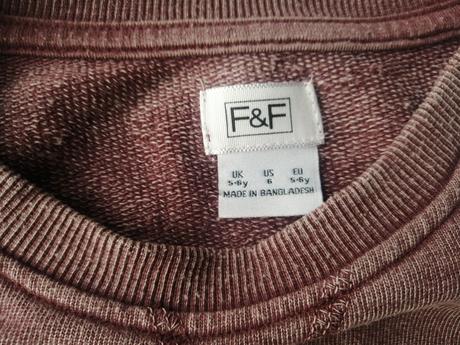 F&F
UK US EU
5-6y 6 5-6y
MADE IN BANGLADESH